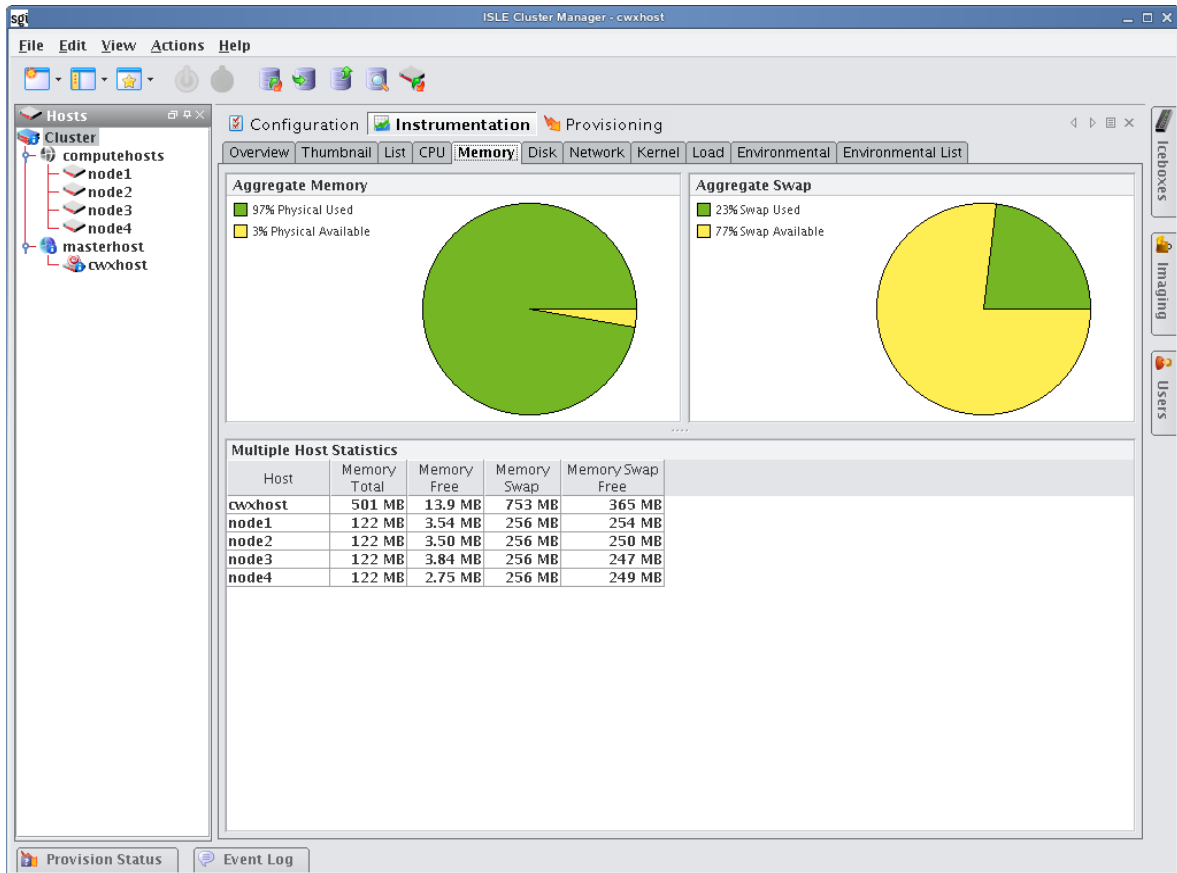 sgi ISLE Cluster Manager - cwxhost
File Edit View Actions Help
Hosts
Cluster
computehosts
node1
node2
node3
node4
masterhost
cwxhost
Configuration Instrumentation Provisioning
Overview Thumbnail List CPU Memory Disk Network Kernel Load Environmental Environmental List
Aggregate Memory
97% Physical Used
3% Physical Available
Aggregate Swap
23% Swap Used
77% Swap Available
Multiple Host Statistics
Host Memory Total Memory Free Memory Swap Memory Swap Free
cwxhost 501 MB 13.9 MB 753 MB 365 MB
node1 122 MB 3.54 MB 256 MB 254 MB
node2 122 MB 3.50 MB 256 MB 250 MB
node3 122 MB 3.84 MB 256 MB 247 MB
node4 122 MB 2.75 MB 256 MB 249 MB
Iceboxes
Imaging
Users
Provision Status Event Log